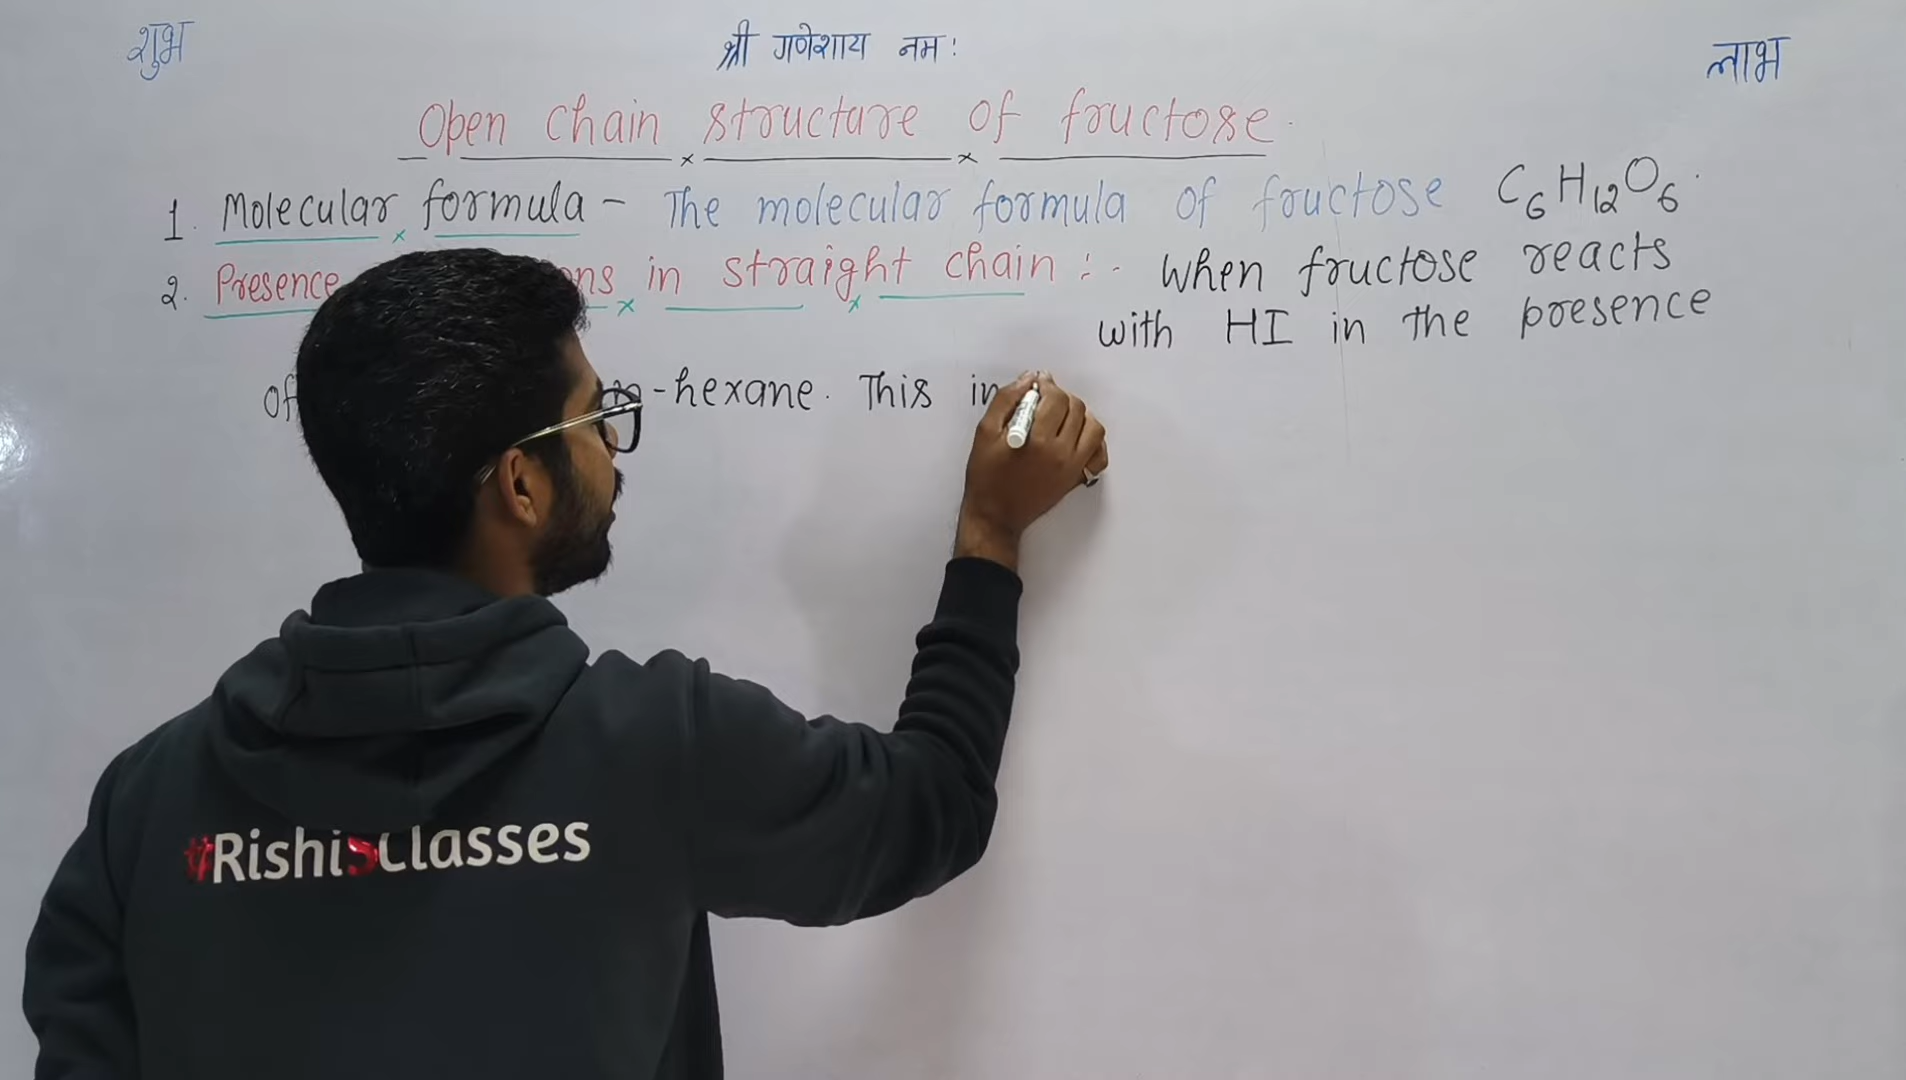 शुभ श्री गणेशाय नमः लाभ
Open chain structure of fructose.
1. Molecular formula - The molecular formula of fructose C6H12O6.
2. Presence in straight chain :- when fructose reacts
with HI in the presence
of n-hexane. This in
#RishiSClasses